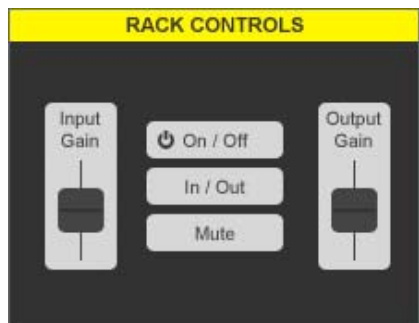 RACK CONTROLS
Input
Gain
On / Off
In / Out
Mute
Output
Gain